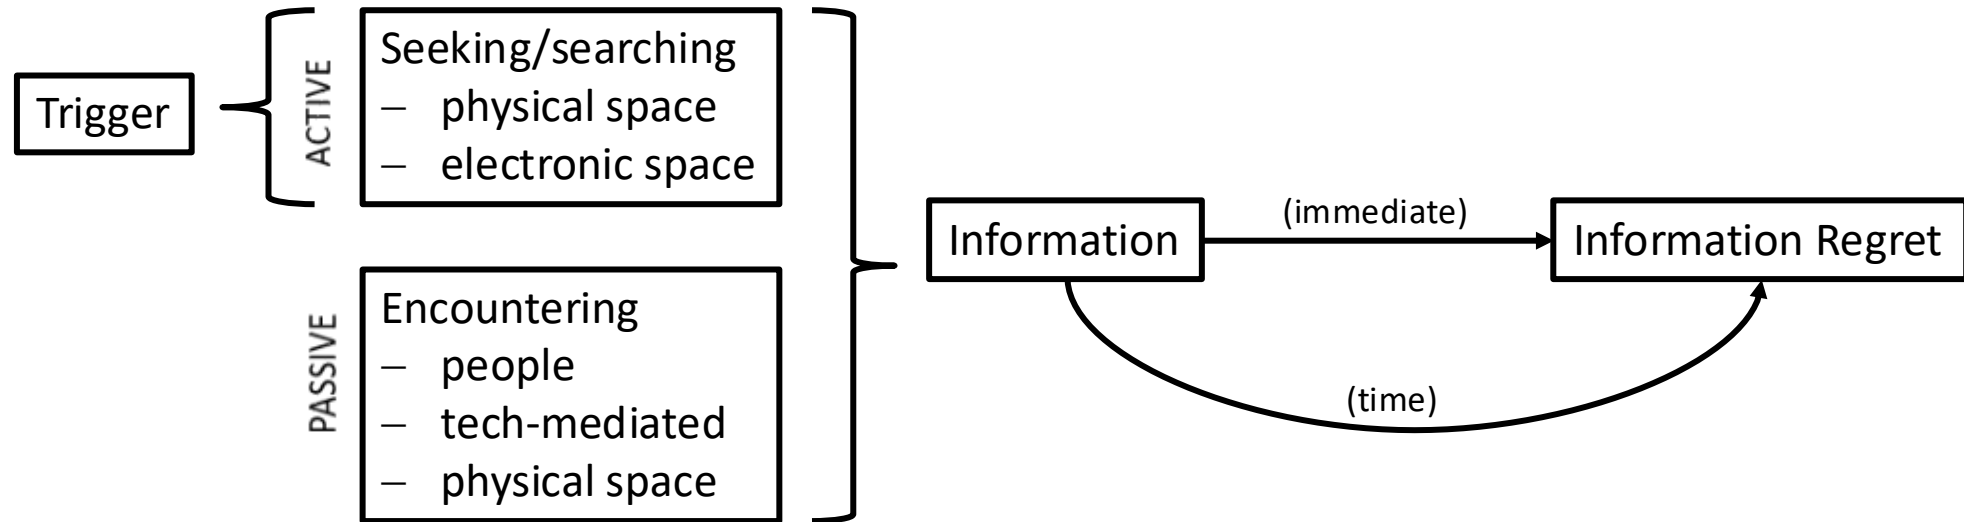 Trigger
ACTIVE
Seeking/searching
– physical space
– electronic space
PASSIVE
Encountering
– people
– tech-mediated
– physical space
Information
(immediate)
(time)
Information Regret